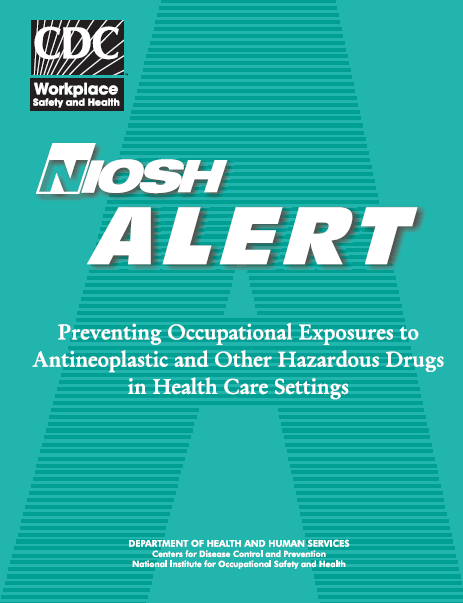 CDC
Workplace
Safety and Health
NIOSH
ALERT
Preventing Occupational Exposures to
Antineoplastic and Other Hazardous Drugs
in Health Care Settings
DEPARTMENT OF HEALTH AND HUMAN SERVICES
Centers for Disease Control and Prevention
National Institute for Occupational Safety and Health